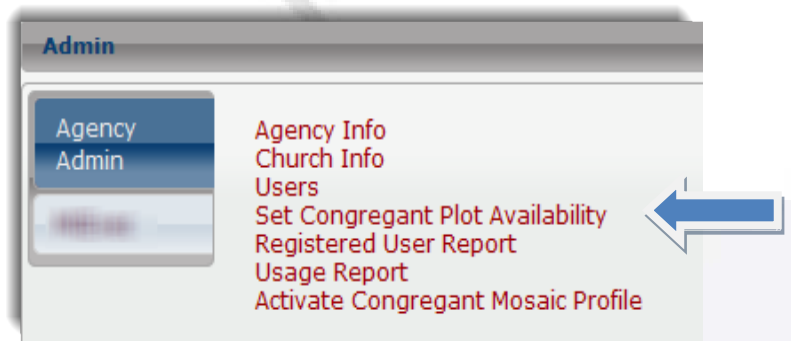 Admin
Agency
Admin
Agency Info
Church Info
Users
Set Congregant Plot Availability
Registered User Report
Usage Report
Activate Congregant Mosaic Profile